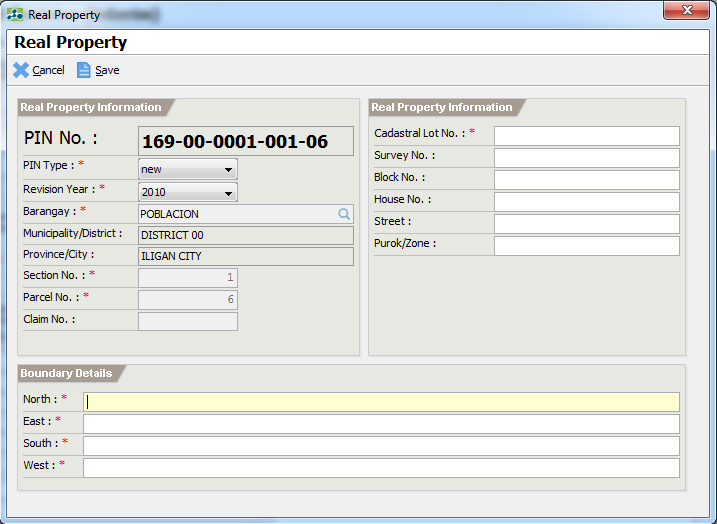 Real Property
Real Property
Cancel Save
Real Property Information
PIN No. : 169-00-0001-001-06
PIN Type : * new
Revision Year : * 2010
Barangay : * POBLACION
Municipality/District : DISTRICT 00
Province/City : ILIGAN CITY
Section No. : * 1
Parcel No. : * 6
Claim No. :
Real Property Information
Cadastral Lot No. : *
Survey No. :
Block No. :
House No. :
Street :
Purok/Zone :
Boundary Details
North : *
East : *
South : *
West : *